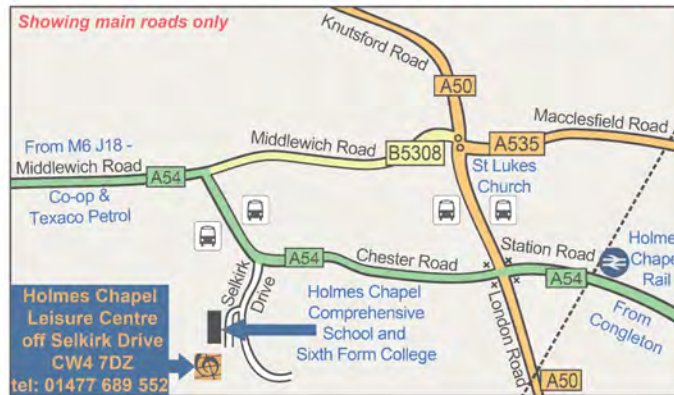 Showing main roads only
Knutsford Road
A50
Macclesfield Road
From M6 J18 -
Middlewich Road
Middlewich Road
B5308
A535
A54
Co-op &
Texaco Petrol
St Lukes
Church
Station Road
Holmes
Chapel
Rail
A54
Chester Road
A54
Selkirk
Drive
London Road
From
Congleton
Holmes Chapel
Leisure Centre
off Selkirk Drive
CW4 7DZ
tel: 01477 689 552
Holmes Chapel
Comprehensive
School and
Sixth Form College
A50